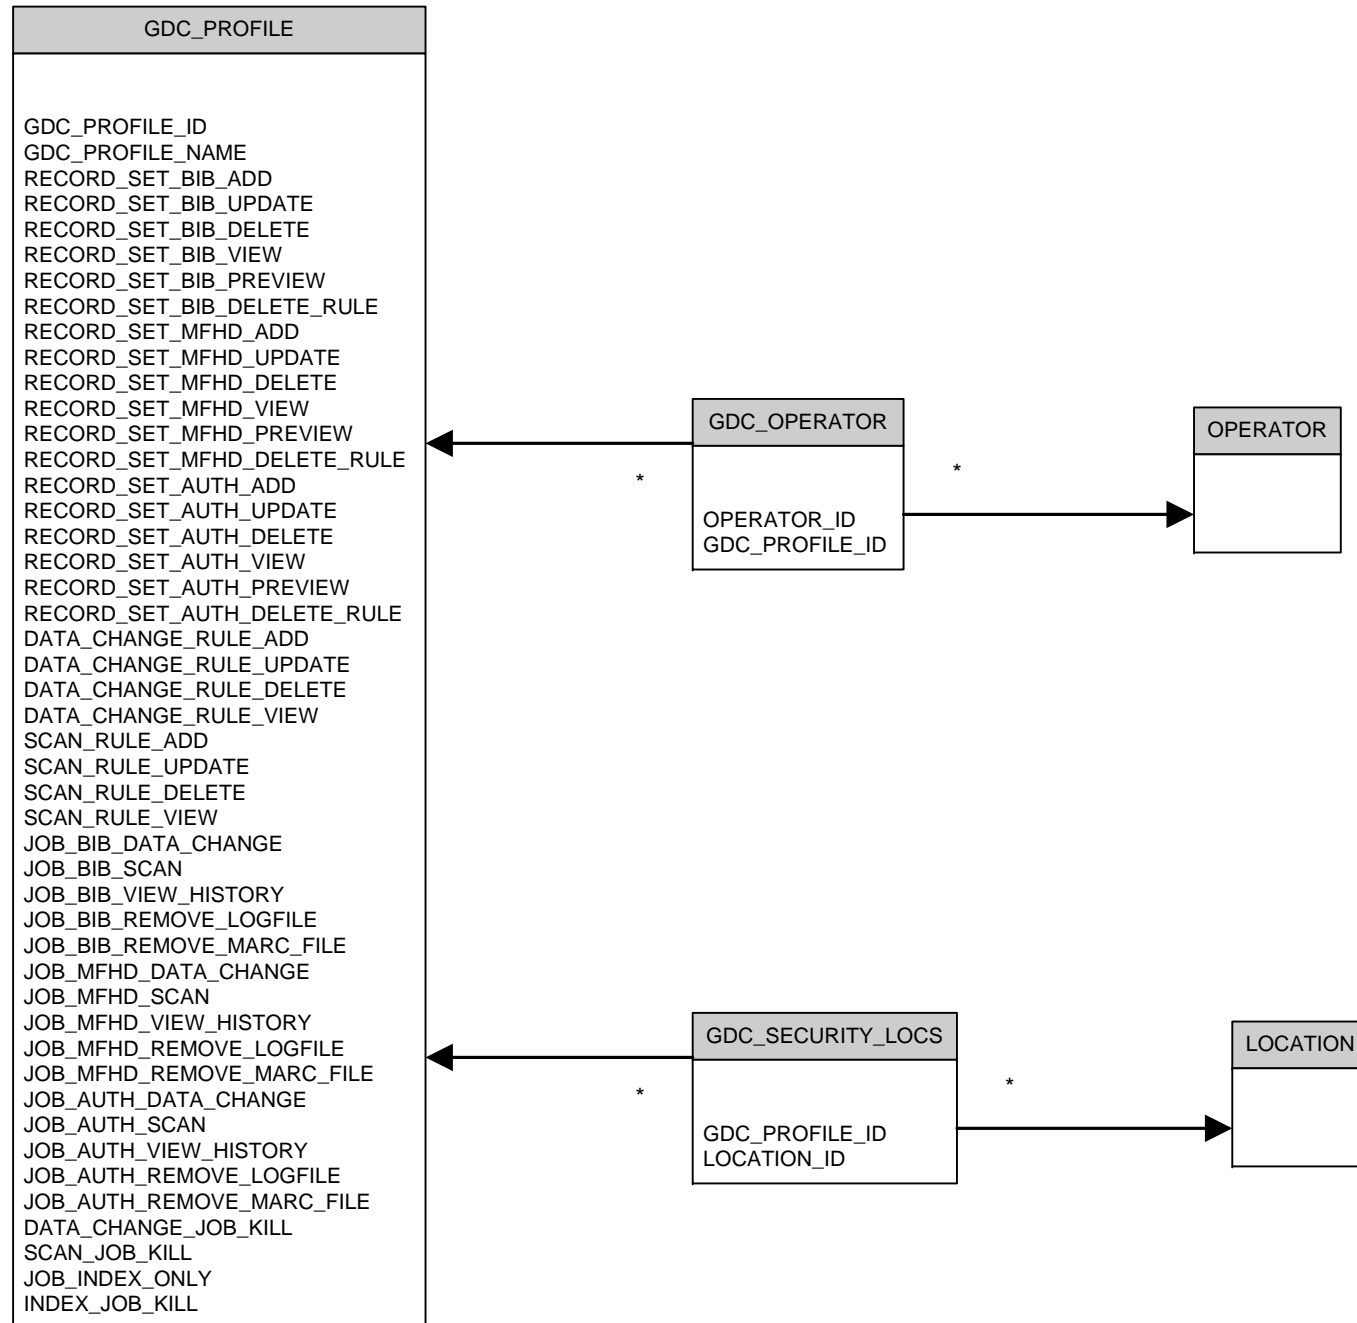 GDC_PROFILE
GDC_PROFILE_ID
GDC_PROFILE_NAME
RECORD_SET_BIB_ADD
RECORD_SET_BIB_UPDATE
RECORD_SET_BIB_DELETE
RECORD_SET_BIB_VIEW
RECORD_SET_BIB_PREVIEW
RECORD_SET_BIB_DELETE_RULE
RECORD_SET_MFHD_ADD
RECORD_SET_MFHD_UPDATE
RECORD_SET_MFHD_DELETE
RECORD_SET_MFHD_VIEW
RECORD_SET_MFHD_PREVIEW
RECORD_SET_MFHD_DELETE_RULE
RECORD_SET_AUTH_ADD
RECORD_SET_AUTH_UPDATE
RECORD_SET_AUTH_DELETE
RECORD_SET_AUTH_VIEW
RECORD_SET_AUTH_PREVIEW
RECORD_SET_AUTH_DELETE_RULE
DATA_CHANGE_RULE_ADD
DATA_CHANGE_RULE_UPDATE
DATA_CHANGE_RULE_DELETE
DATA_CHANGE_RULE_VIEW
SCAN_RULE_ADD
SCAN_RULE_UPDATE
SCAN_RULE_DELETE
SCAN_RULE_VIEW
JOB_BIB_DATA_CHANGE
JOB_BIB_SCAN
JOB_BIB_VIEW_HISTORY
JOB_BIB_REMOVE_LOGFILE
JOB_BIB_REMOVE_MARC_FILE
JOB_MFHD_DATA_CHANGE
JOB_MFHD_SCAN
JOB_MFHD_VIEW_HISTORY
JOB_MFHD_REMOVE_LOGFILE
JOB_MFHD_REMOVE_MARC_FILE
JOB_AUTH_DATA_CHANGE
JOB_AUTH_SCAN
JOB_AUTH_VIEW_HISTORY
JOB_AUTH_REMOVE_LOGFILE
JOB_AUTH_REMOVE_MARC_FILE
DATA_CHANGE_JOB_KILL
SCAN_JOB_KILL
JOB_INDEX_ONLY
INDEX_JOB_KILL
*
GDC_OPERATOR
OPERATOR_ID
GDC_PROFILE_ID
*
OPERATOR
*
GDC_SECURITY_LOCS
GDC_PROFILE_ID
LOCATION_ID
*
LOCATION